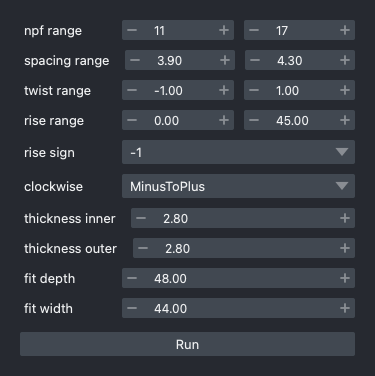 npf range − 11 + − 17 +
spacing range − 3.90 + − 4.30 +
twist range − -1.00 + − 1.00 +
rise range − 0.00 + − 45.00 +
rise sign -1
clockwise MinusToPlus
thickness inner − 2.80 +
thickness outer − 2.80 +
fit depth − 48.00 +
fit width − 44.00 +
Run